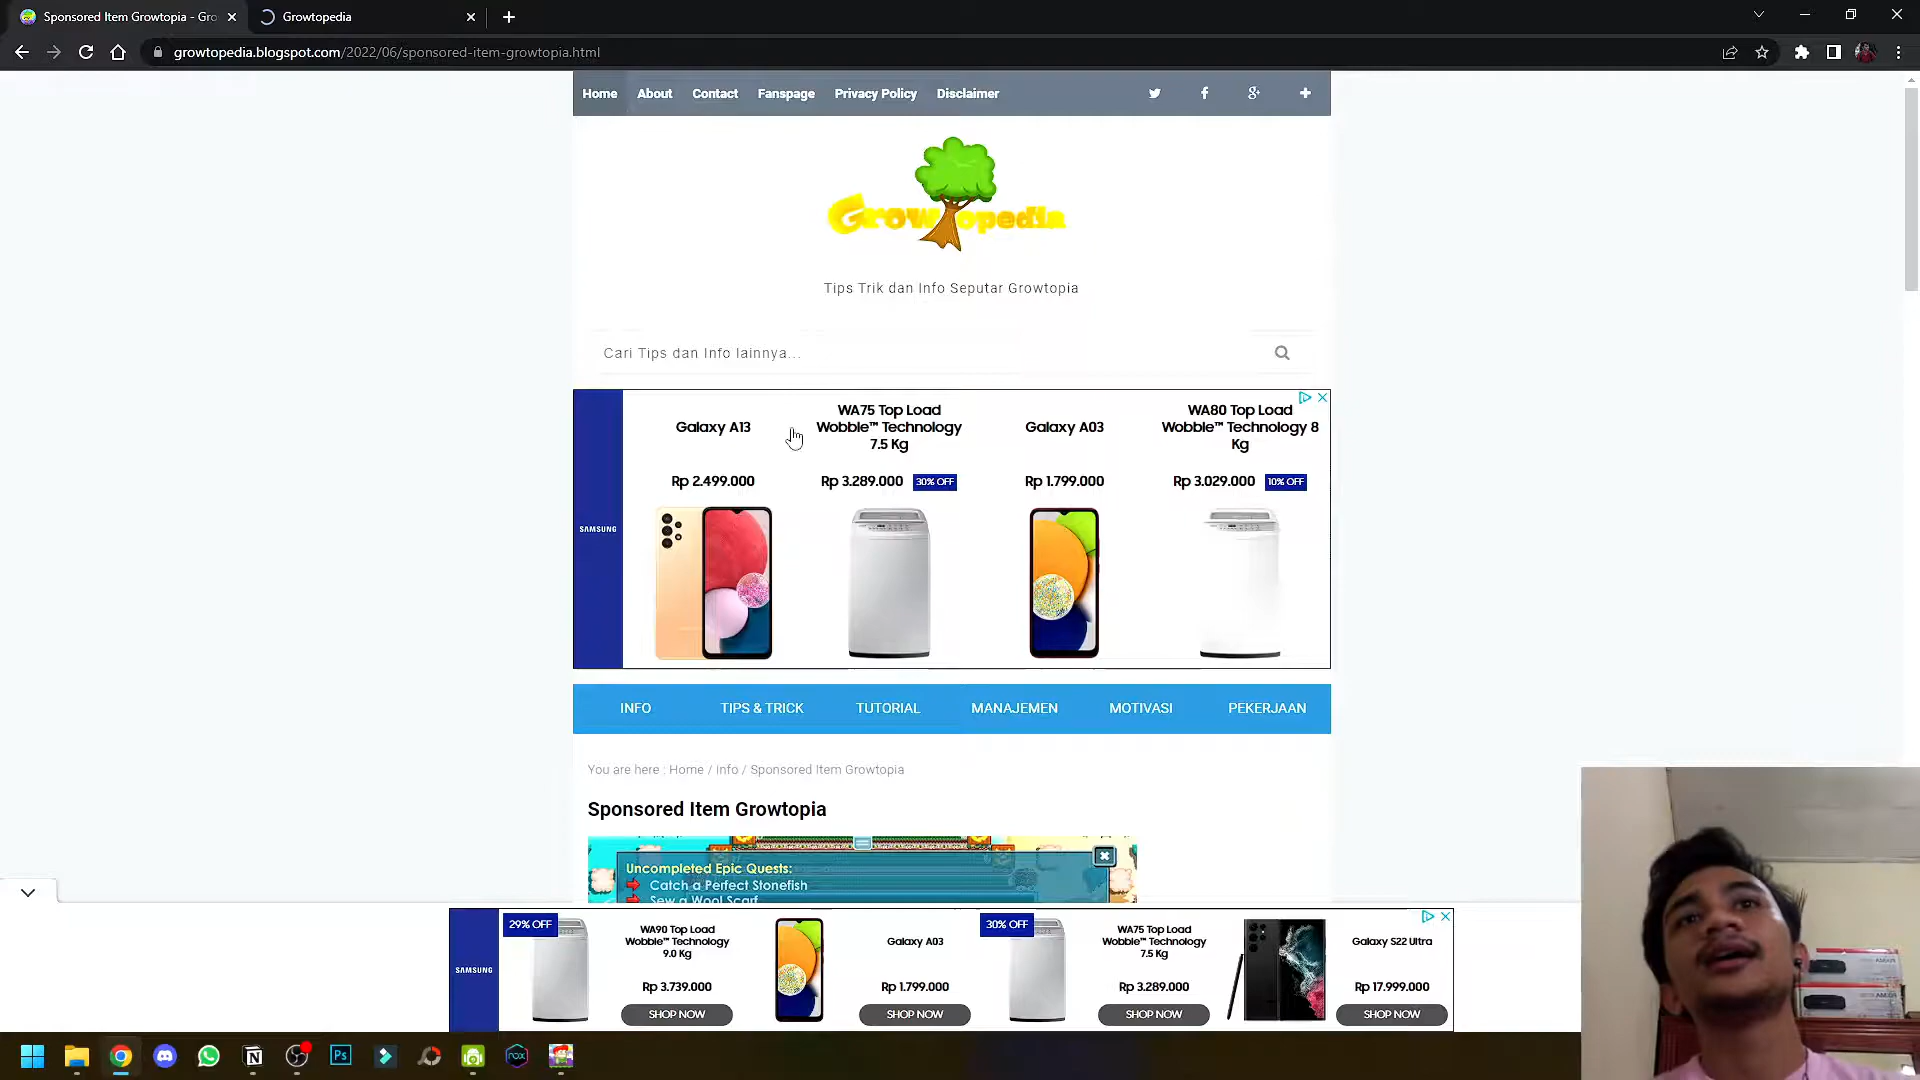 Sponsored Item Growtopia - Gro
Growtopedia
growtopedia.blogspot.com/2022/06/sponsored-item-growtopia.html
Home About Contact Fanspage Privacy Policy Disclaimer
Growtopedia
Tips Trik dan Info Seputar Growtopia
Cari Tips dan Info lainnya...
SAMSUNG
Galaxy A13
Rp 2.499.000
WA75 Top Load
Wobble™ Technology
7.5 Kg
Rp 3.289.000 30% OFF
Galaxy A03
Rp 1.799.000
WA80 Top Load
Wobble™ Technology 8
Kg
Rp 3.029.000 10% OFF
INFO TIPS & TRICK TUTORIAL MANAJEMEN MOTIVASI PEKERJAAN
You are here : Home / Info / Sponsored Item Growtopia
Sponsored Item Growtopia
Uncompleted Epic Quests:
Catch a Perfect Stonefish
Sew a Wool Scarf
SAMSUNG
29% OFF
WA90 Top Load
Wobble™ Technology
9.0 Kg
Rp 3.739.000
SHOP NOW
Galaxy A03
Rp 1.799.000
SHOP NOW
30% OFF
WA75 Top Load
Wobble™ Technology
7.5 Kg
Rp 3.289.000
SHOP NOW
Galaxy S22 Ultra
Rp 17.999.000
SHOP NOW
Ps
nox